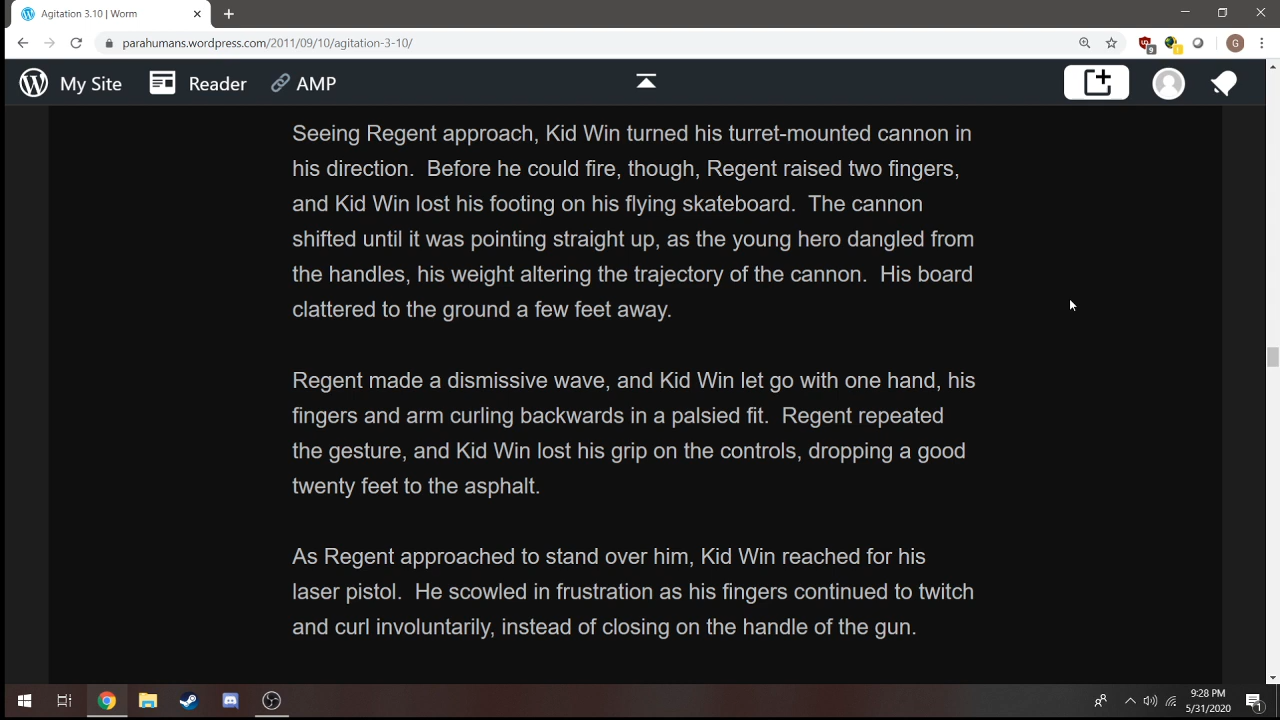 Agitation 3.10 | Worm
parahumans.wordpress.com/2011/09/10/agitation-3-10/
9
!
G
My Site
Reader
AMP
Seeing Regent approach, Kid Win turned his turret-mounted cannon in
his direction.  Before he could fire, though, Regent raised two fingers,
and Kid Win lost his footing on his flying skateboard.  The cannon
shifted until it was pointing straight up, as the young hero dangled from
the handles, his weight altering the trajectory of the cannon.  His board
clattered to the ground a few feet away.
Regent made a dismissive wave, and Kid Win let go with one hand, his
fingers and arm curling backwards in a palsied fit.  Regent repeated
the gesture, and Kid Win lost his grip on the controls, dropping a good
twenty feet to the asphalt.
As Regent approached to stand over him, Kid Win reached for his
laser pistol.  He scowled in frustration as his fingers continued to twitch
and curl involuntarily, instead of closing on the handle of the gun.
9:28 PM
5/31/2020
1